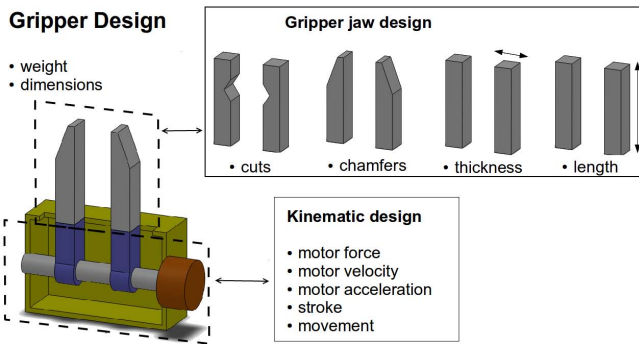 Gripper Design
• weight
• dimensions
Gripper jaw design
• cuts
• chamfers
• thickness
• length
Kinematic design
• motor force
• motor velocity
• motor acceleration
• stroke
• movement